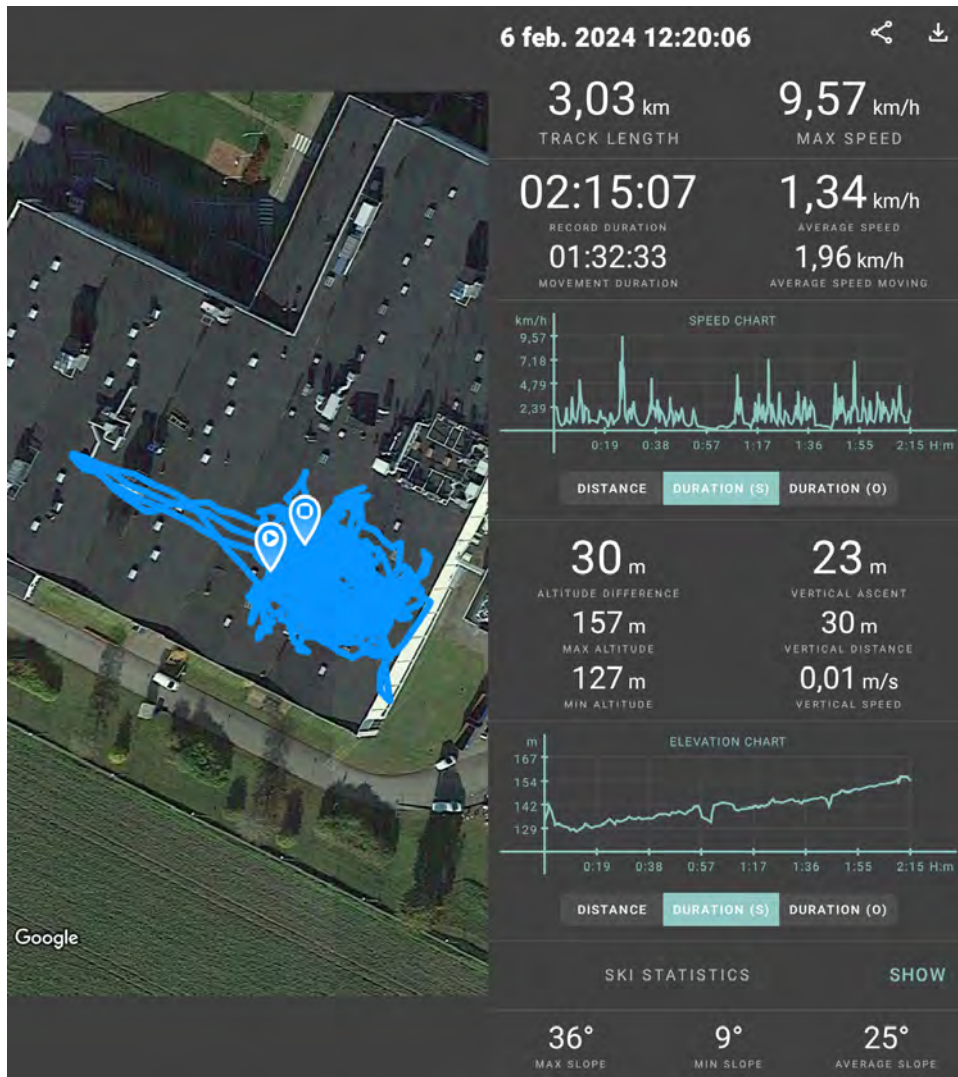 6 feb. 2024 12:20:06
3,03 km
9,57 km/h
TRACK LENGTH
MAX SPEED
02:15:07
1,34 km/h
RECORD DURATION
AVERAGE SPEED
01:32:33
1,96 km/h
MOVEMENT DURATION
AVERAGE SPEED MOVING
km/h
SPEED CHART
9,57
7,18
4,79
2,39
0:19 0:38 0:57 1:17 1:36 1:55 2:15 H:m
DISTANCE DURATION (S) DURATION (O)
30 m
23 m
ALTITUDE DIFFERENCE
VERTICAL ASCENT
157 m
30 m
MAX ALTITUDE
VERTICAL DISTANCE
127 m
0,01 m/s
MIN ALTITUDE
VERTICAL SPEED
m
ELEVATION CHART
167
154
142
129
0:19 0:38 0:57 1:17 1:36 1:55 2:15 H:m
DISTANCE DURATION (S) DURATION (O)
Google
SKI STATISTICS SHOW
36° 9° 25°
MAX SLOPE MIN SLOPE AVERAGE SLOPE